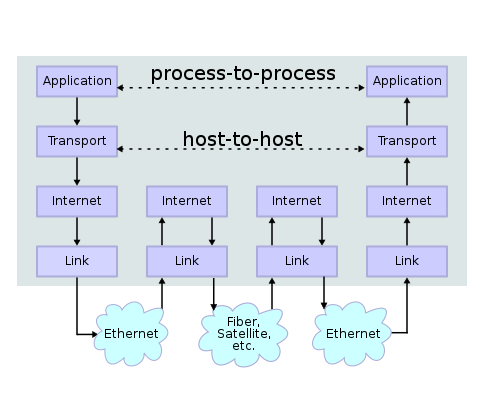 process-to-process
Application
Application
host-to-host
Transport
Transport
Internet
Internet
Internet
Internet
Link
Link
Link
Link
Ethernet
Fiber,
Satellite,
etc.
Ethernet